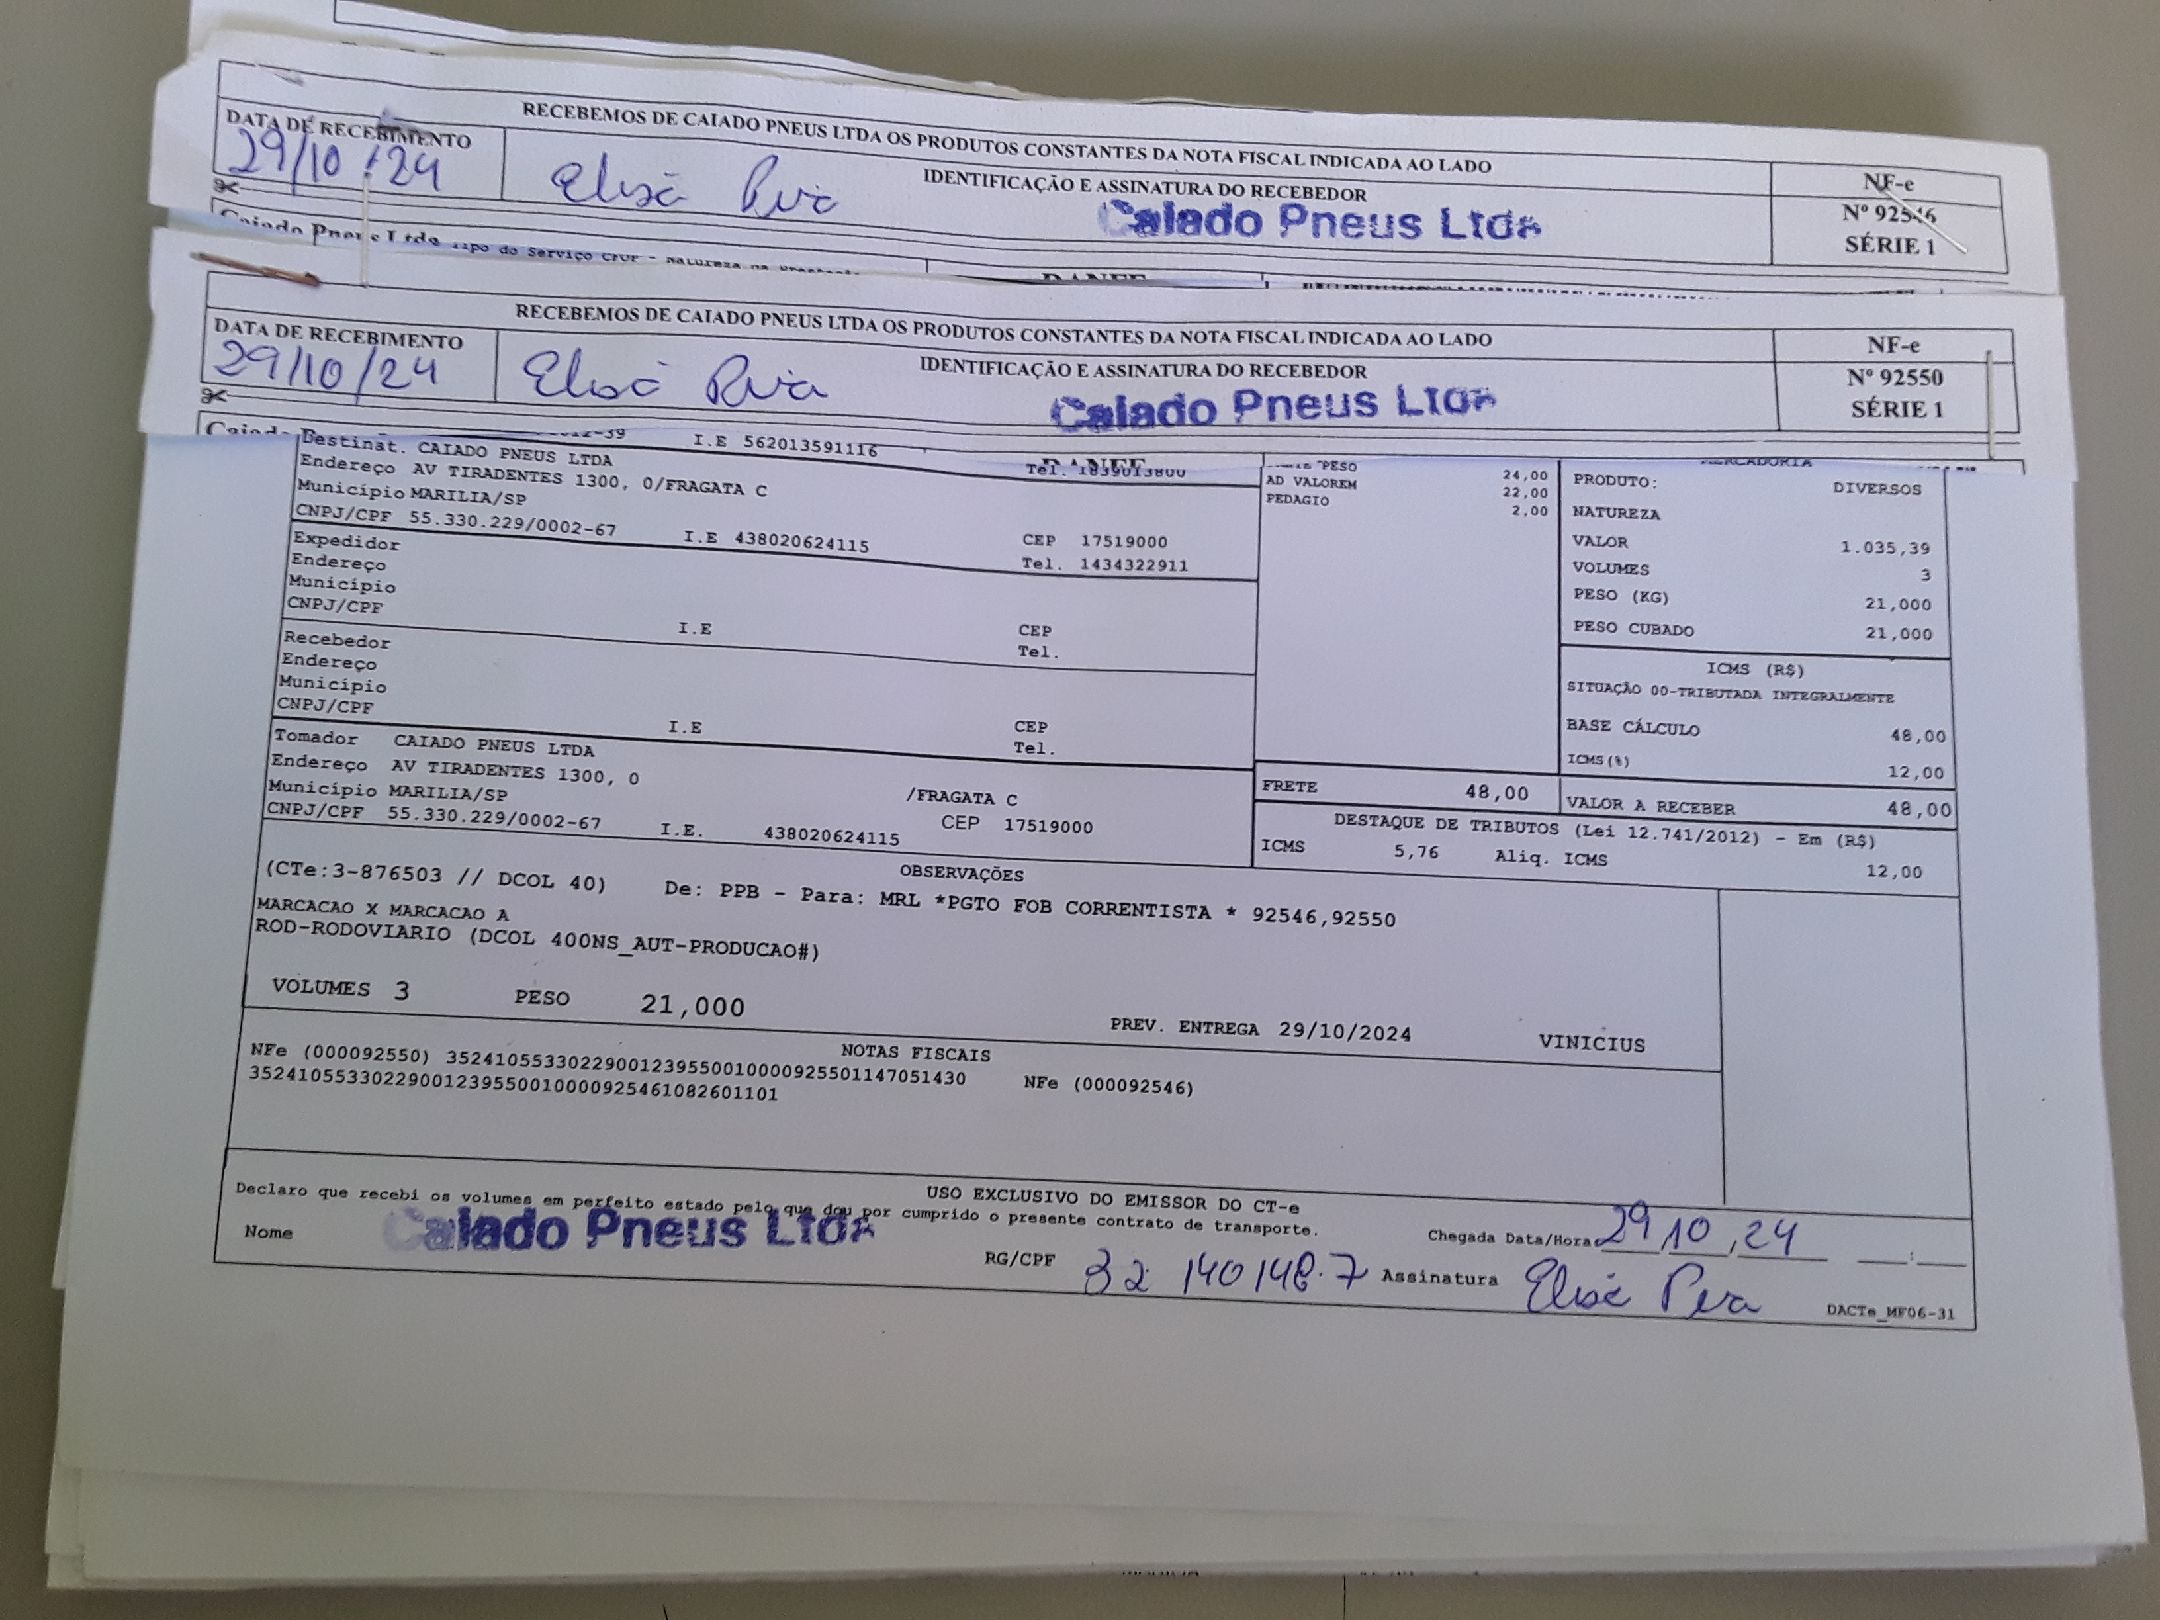 RECEBEMOS DE CAIADO PNEUS LTDA OS PRODUTOS CONSTANTES DA NOTA FISCAL INDICADA AO LADO
DATA DE RECEBIMENTO
29/10/24
IDENTIFICAÇÃO E ASSINATURA DO RECEBEDOR
Caiado Pneus Ltda
NF-e
Nº 92546
SÉRIE 1
Caiado Pneus Ltda
RECEBEMOS DE CAIADO PNEUS LTDA OS PRODUTOS CONSTANTES DA NOTA FISCAL INDICADA AO LADO
DATA DE RECEBIMENTO
29/10/24
IDENTIFICAÇÃO E ASSINATURA DO RECEBEDOR
Caiado Pneus Ltda
NF-e
Nº 92550
SÉRIE 1
I.E 562013591116
Tel. 1839013800
Destinat. CAIADO PNEUS LTDA
Endereço AV TIRADENTES 1300, 0/FRAGATA C
Município MARILIA/SP
CNPJ/CPF 55.330.229/0002-67 I.E 438020624115 CEP 17519000
Tel. 1434322911
Expedidor
Endereço
Município
CNPJ/CPF I.E CEP
Tel.
Recebedor
Endereço
Município
CNPJ/CPF I.E CEP
Tel.
Tomador CAIADO PNEUS LTDA
Endereço AV TIRADENTES 1300, 0 /FRAGATA C
Município MARILIA/SP CEP 17519000
CNPJ/CPF 55.330.229/0002-67 I.E. 438020624115
PESO 24,00
AD VALOREM 22,00
PEDAGIO 2,00
FRETE 48,00
MERCADORIA
PRODUTO: DIVERSOS
NATUREZA
VALOR 1.035,39
VOLUMES 3
PESO (KG) 21,000
PESO CUBADO 21,000
ICMS (R$)
SITUAÇÃO 00-TRIBUTADA INTEGRALMENTE
BASE CÁLCULO 48,00
ICMS(%) 12,00
VALOR A RECEBER 48,00
DESTAQUE DE TRIBUTOS (Lei 12.741/2012) - Em (R$)
ICMS 5,76 Aliq. ICMS 12,00
OBSERVAÇÕES
(CTe:3-876503 // DCOL 40) De: PPB - Para: MRL *PGTO FOB CORRENTISTA * 92546,92550
MARCACAO X MARCACAO A
ROD-RODOVIARIO (DCOL 400NS_AUT-PRODUCAO#)
VOLUMES 3 PESO 21,000 PREV. ENTREGA 29/10/2024 VINICIUS
NOTAS FISCAIS
NFe (000092550) 35241055330229001239550010000925501147051430 NFe (000092546)
35241055330229001239550010000925461082601101
USO EXCLUSIVO DO EMISSOR DO CT-e
Declaro que recebi os volumes em perfeito estado pelo que dou por cumprido o presente contrato de transporte.
Chegada Data/Hora: 29/10/24 :
Nome Caiado Pneus Ltda RG/CPF 32 140148-7 Assinatura
DACTe_MF06-31